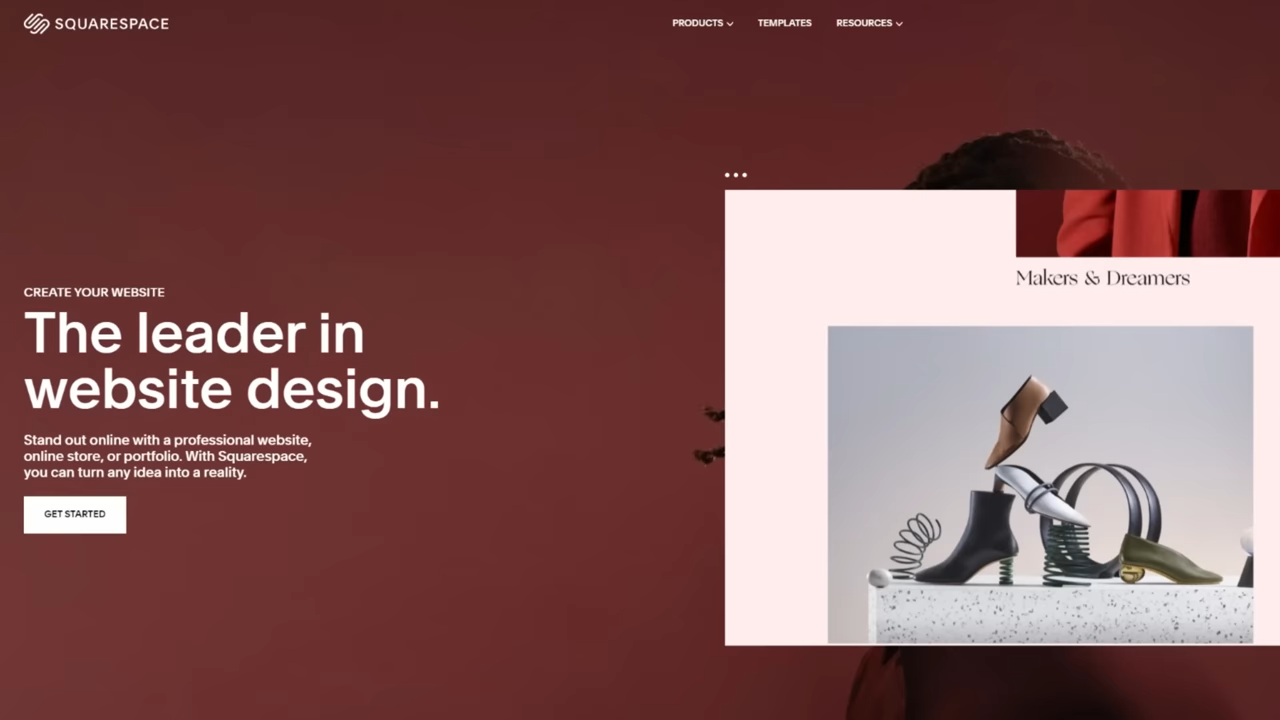 SQUARESPACE
PRODUCTS
TEMPLATES
RESOURCES
CREATE YOUR WEBSITE
The leader in
website design.
Stand out online with a professional website,
online store, or portfolio. With Squarespace,
you can turn any idea into a reality.
GET STARTED
Makers & Dreamers